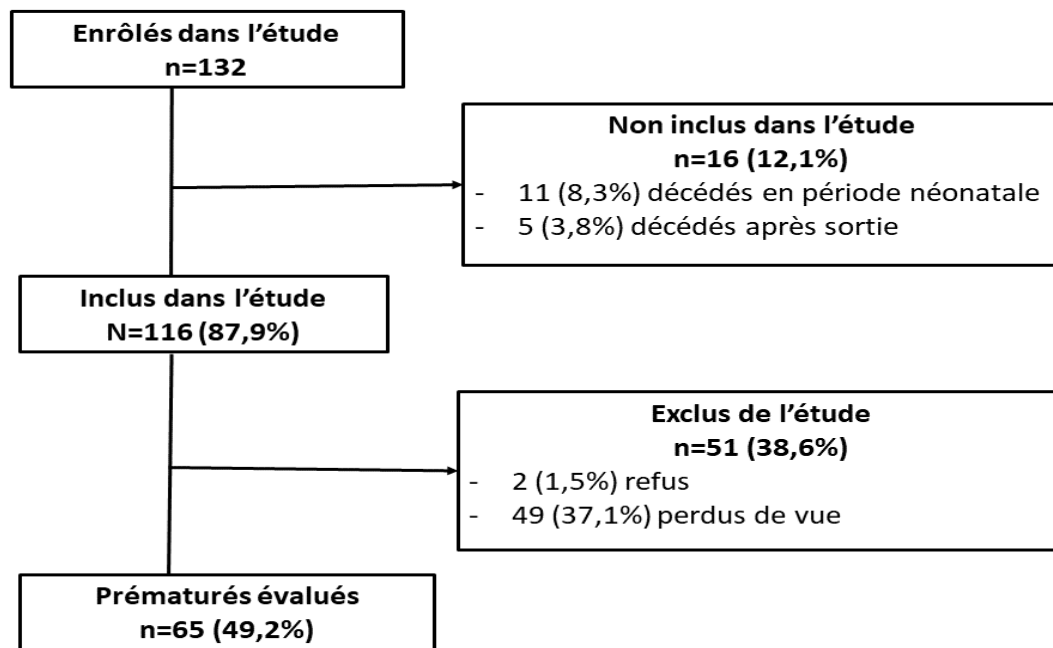 Enrôlés dans l’étude
n=132
Non inclus dans l’étude
n=16 (12,1%)
- 11 (8,3%) décédés en période néonatale
- 5 (3,8%) décédés après sortie
Inclus dans l’étude
N=116 (87,9%)
Exclus de l’étude
n=51 (38,6%)
- 2 (1,5%) refus
- 49 (37,1%) perdus de vue
Prématurés évalués
n=65 (49,2%)